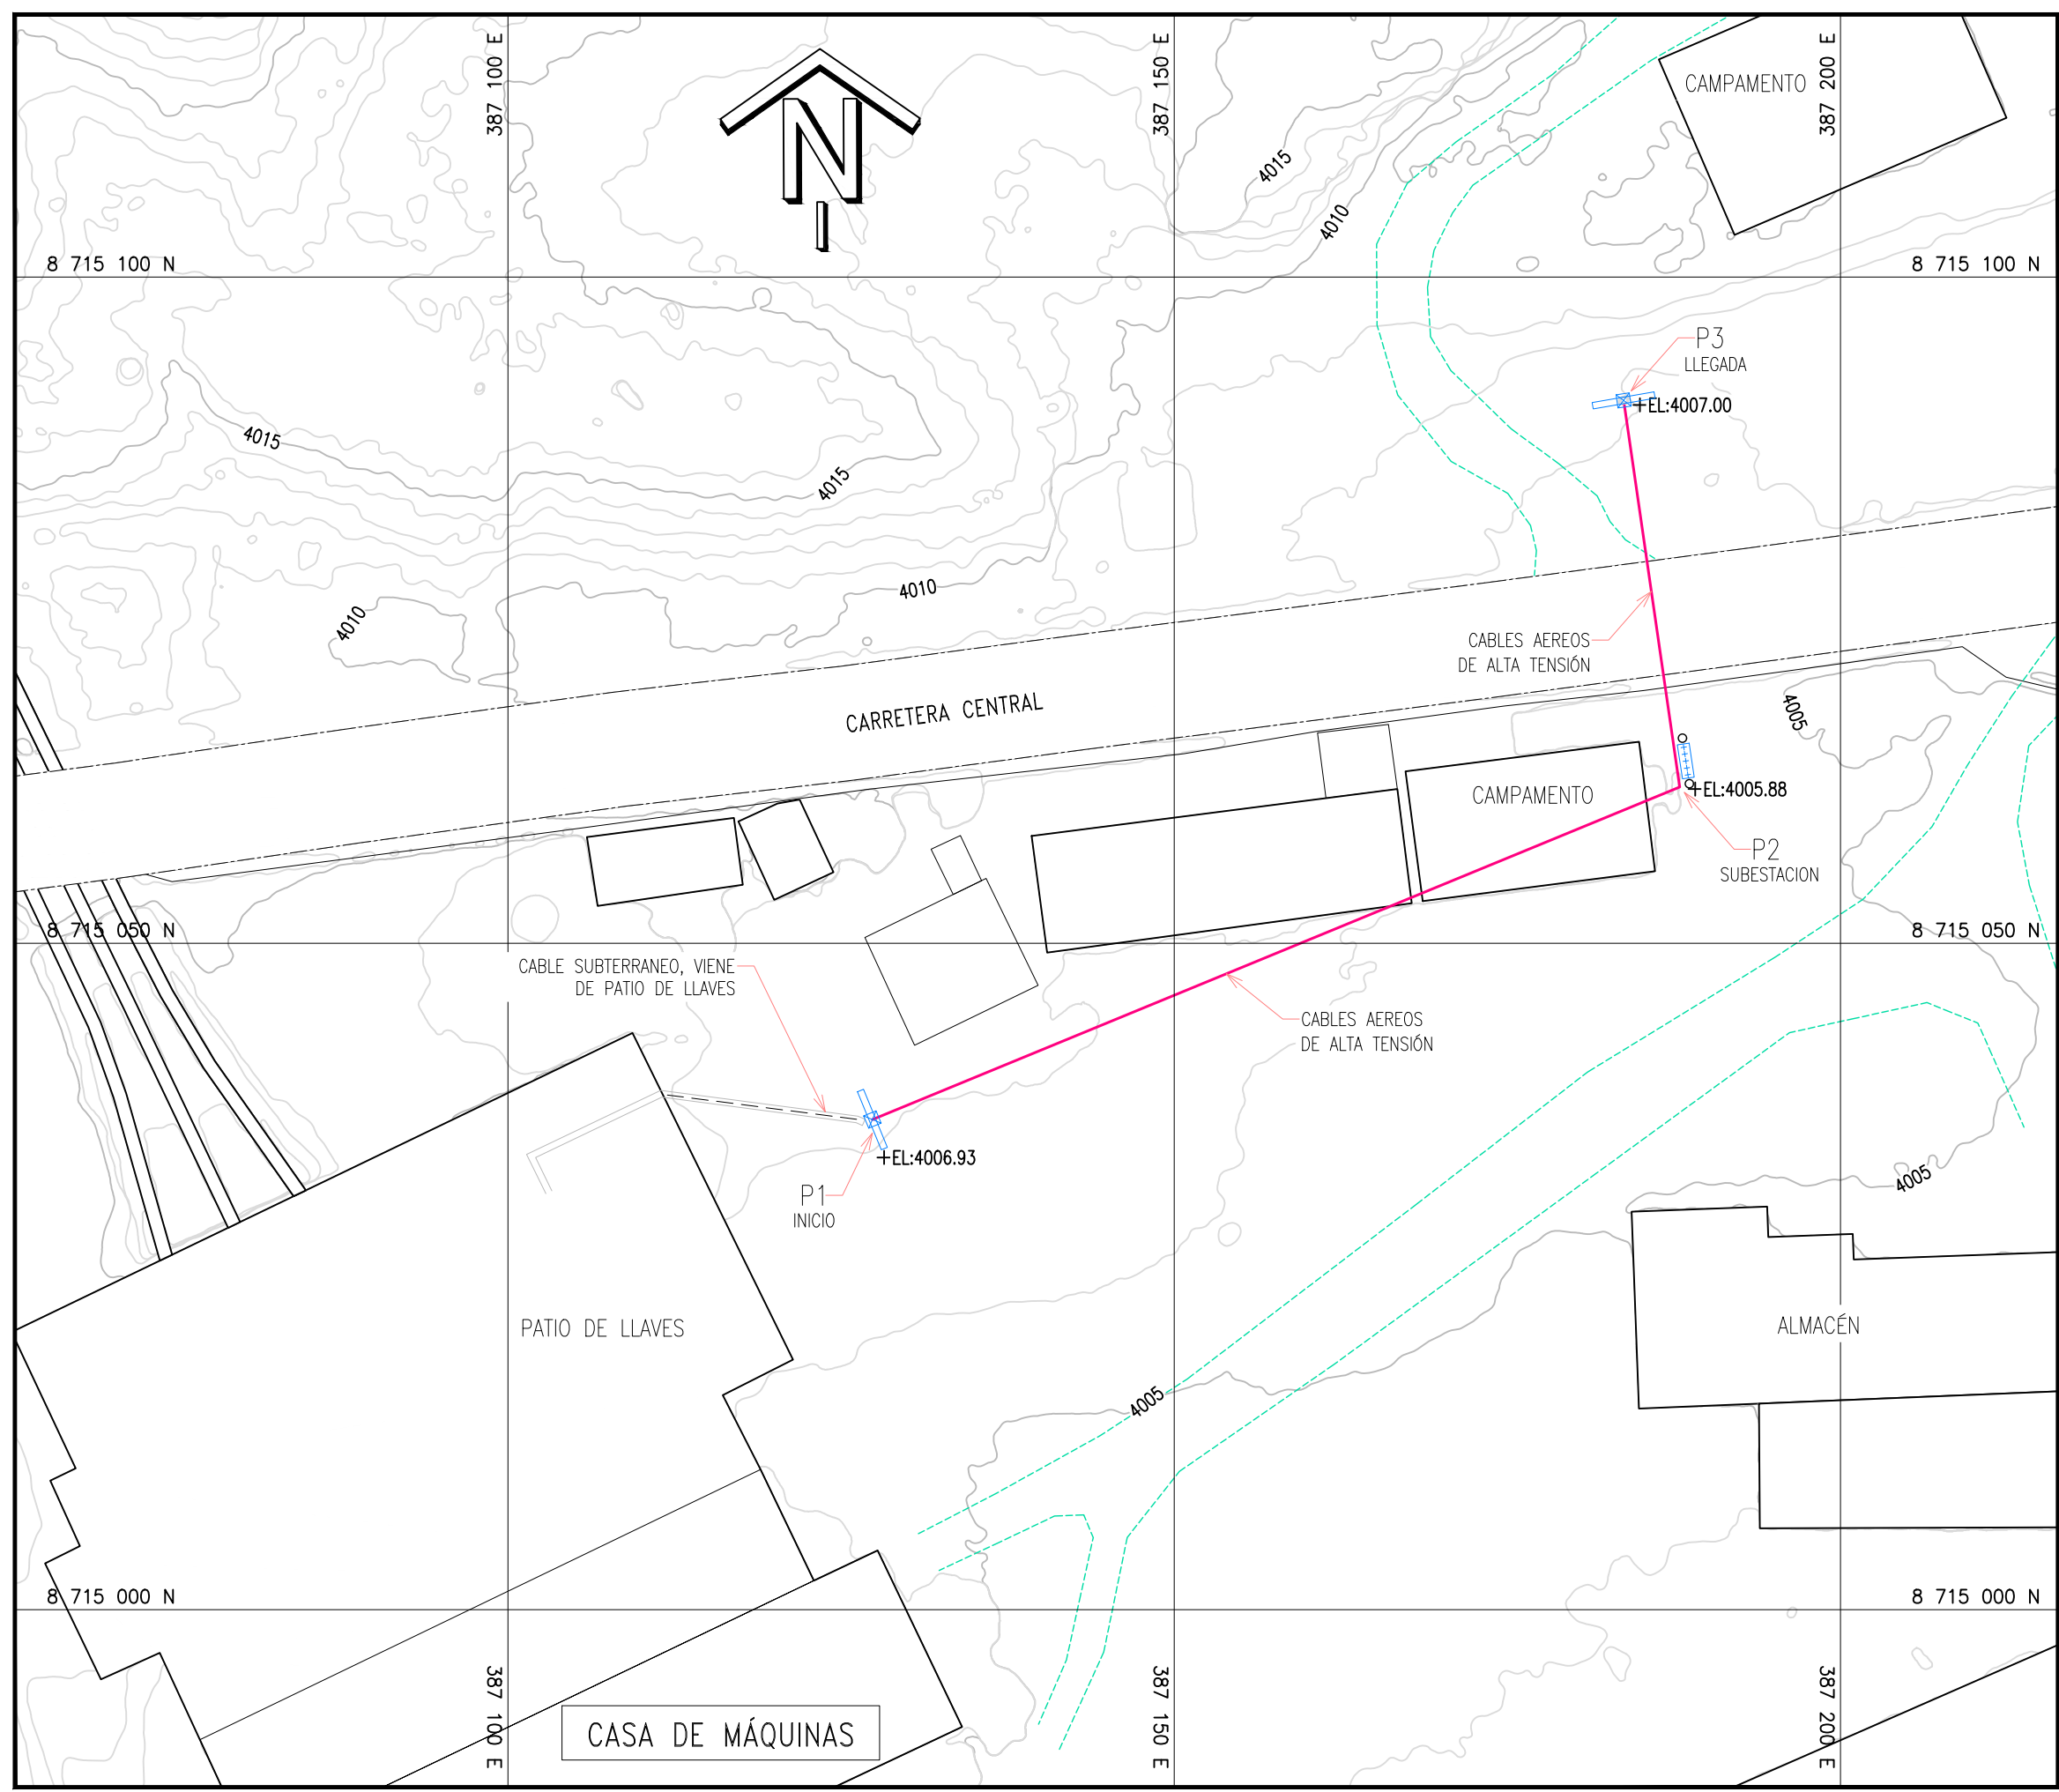 387 100 E
387 150 E
387 200 E
N
CAMPAMENTO
4015
4010
8 715 100 N
8 715 100 N
P3
LLEGADA
+EL:4007.00
4015
4015
4010
4010
CABLES AEREOS
DE ALTA TENSIÓN
CARRETERA CENTRAL
4005
CAMPAMENTO
+EL:4005.88
P2
SUBESTACION
8 715 050 N
8 715 050 N
CABLE SUBTERRANEO, VIENE
DE PATIO DE LLAVES
CABLES AEREOS
DE ALTA TENSIÓN
+EL:4006.93
P1
INICIO
4005
PATIO DE LLAVES
ALMACÉN
4005
8 715 000 N
8 715 000 N
387 100 E
387 150 E
387 200 E
CASA DE MÁQUINAS